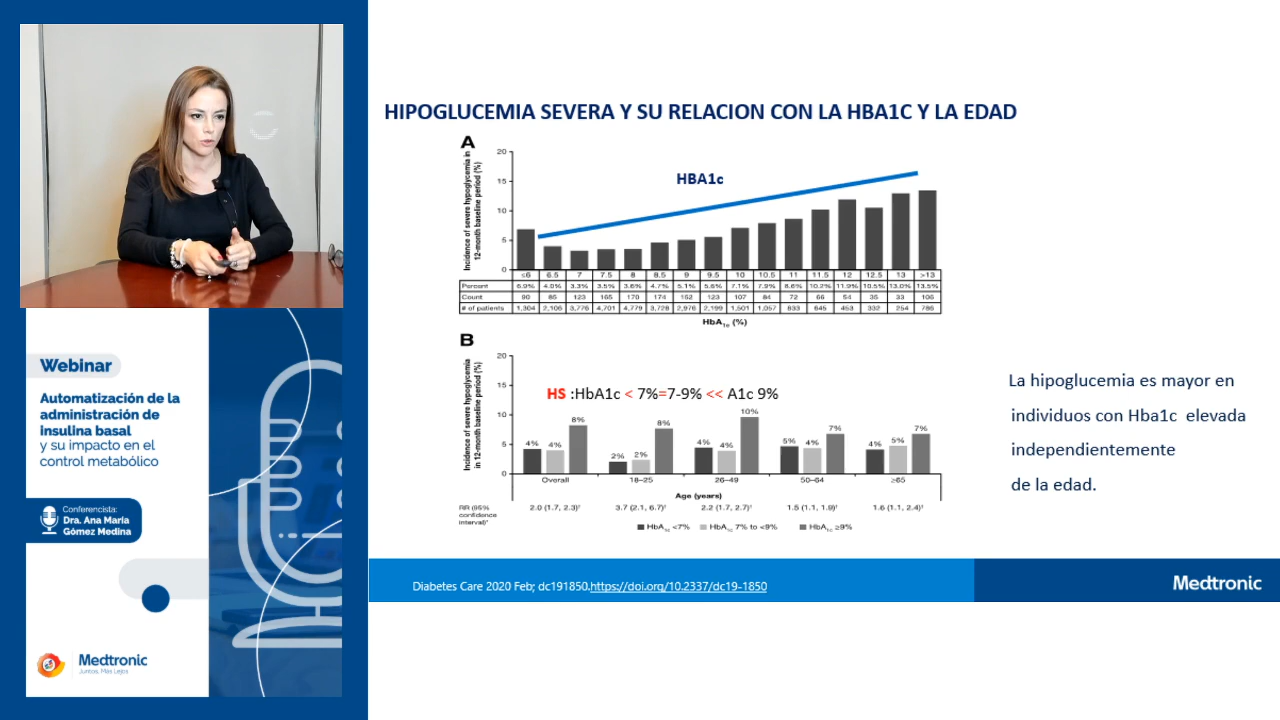 Webinar
Automatización de la
administración de
insulina basal
y su impacto en el
control metabólico
Conferencista:
Dra. Ana María
Gómez Medina
Medtronic
Juntos, Más Lejos
HIPOGLUCEMIA SEVERA Y SU RELACION CON LA HBA1C Y LA EDAD
A
Incidence of severe hypoglycemia in
12-month baseline period (%)
20
15
10
5
0
HBA1c
≤6 6.5 7 7.5 8 8.5 9 9.5 10 10.5 11 11.5 12 12.5 13 >13
Percent 6.9% 4.0% 3.3% 3.5% 3.6% 4.7% 5.1% 5.6% 7.1% 7.9% 8.6% 10.2% 11.9% 10.5% 13.0% 13.5%
Count 90 85 123 165 170 174 152 123 107 84 72 66 54 35 33 106
# of patients 1,304 2,106 3,776 4,701 4,779 3,728 2,976 2,199 1,501 1,057 833 645 453 332 254 786
HbA1c (%)
B
Incidence of severe hypoglycemia
in 12-month baseline period (%)
20
15
10
5
0
HS :HbA1c < 7%=7-9% << A1c 9%
4% 4% 8% 2% 2% 8% 4% 4% 10% 5% 4% 7% 4% 5% 7%
Overall 18–25 26–49 50–64 ≥65
Age (years)
RR (95%
confidence
interval)*
2.0 (1.7, 2.3)† 3.7 (2.1, 6.7)† 2.2 (1.7, 2.7)† 1.5 (1.1, 1.9)† 1.6 (1.1, 2.4)†
HbA1c <7% HbA1c 7% to <9% HbA1c ≥9%
La hipoglucemia es mayor en
individuos con Hba1c elevada
independientemente
de la edad.
Diabetes Care 2020 Feb; dc191850.https://doi.org/10.2337/dc19-1850
Medtronic